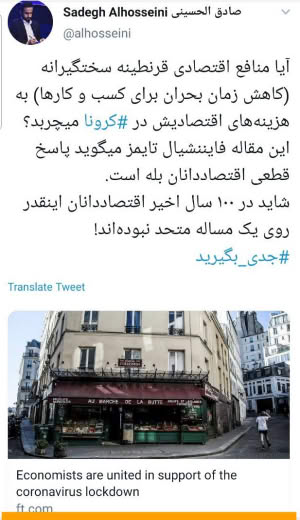 Sadegh Alhosseini صادق الحسینی
@alhosseini
آیا منافع اقتصادی قرنطینه سختگیرانه
(کاهش زمان بحران برای کسب و کارها) به
هزینه‌های اقتصادیش در #کرونا میچربد؟
این مقاله فایننشیال تایمز میگوید پاسخ
قطعی اقتصاددانان بله است.
شاید در ۱۰۰ سال اخیر اقتصاددانان اینقدر
روی یک مساله متحد نبوده‌اند!
#جدی_بگیرید
Translate Tweet
AU MARCHE DE LA BUTTE
Economists are united in support of the
coronavirus lockdown
ft.com